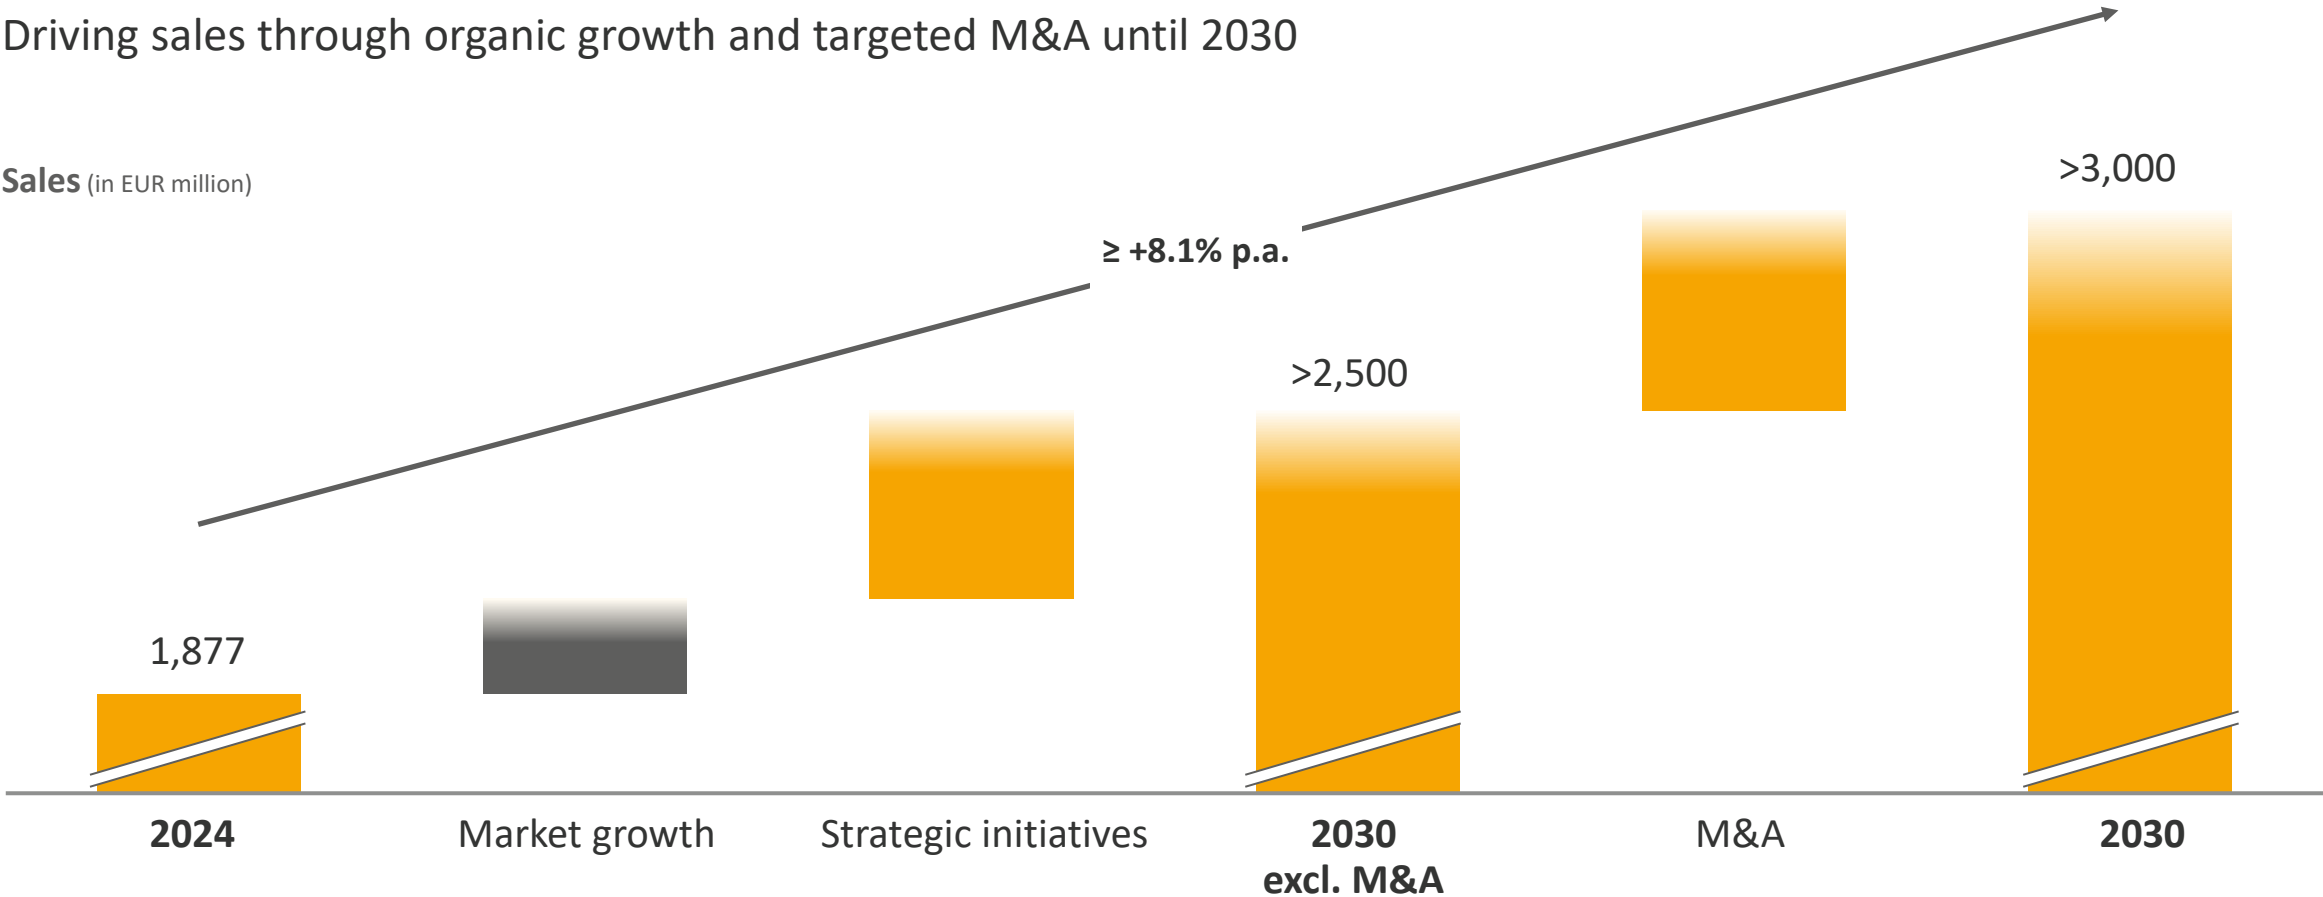 Driving sales through organic growth and targeted M&A until 2030
Sales (in EUR million)
≥ +8.1% p.a.
1,877
>2,500
>3,000
2024
Market growth
Strategic initiatives
2030
excl. M&A
M&A
2030